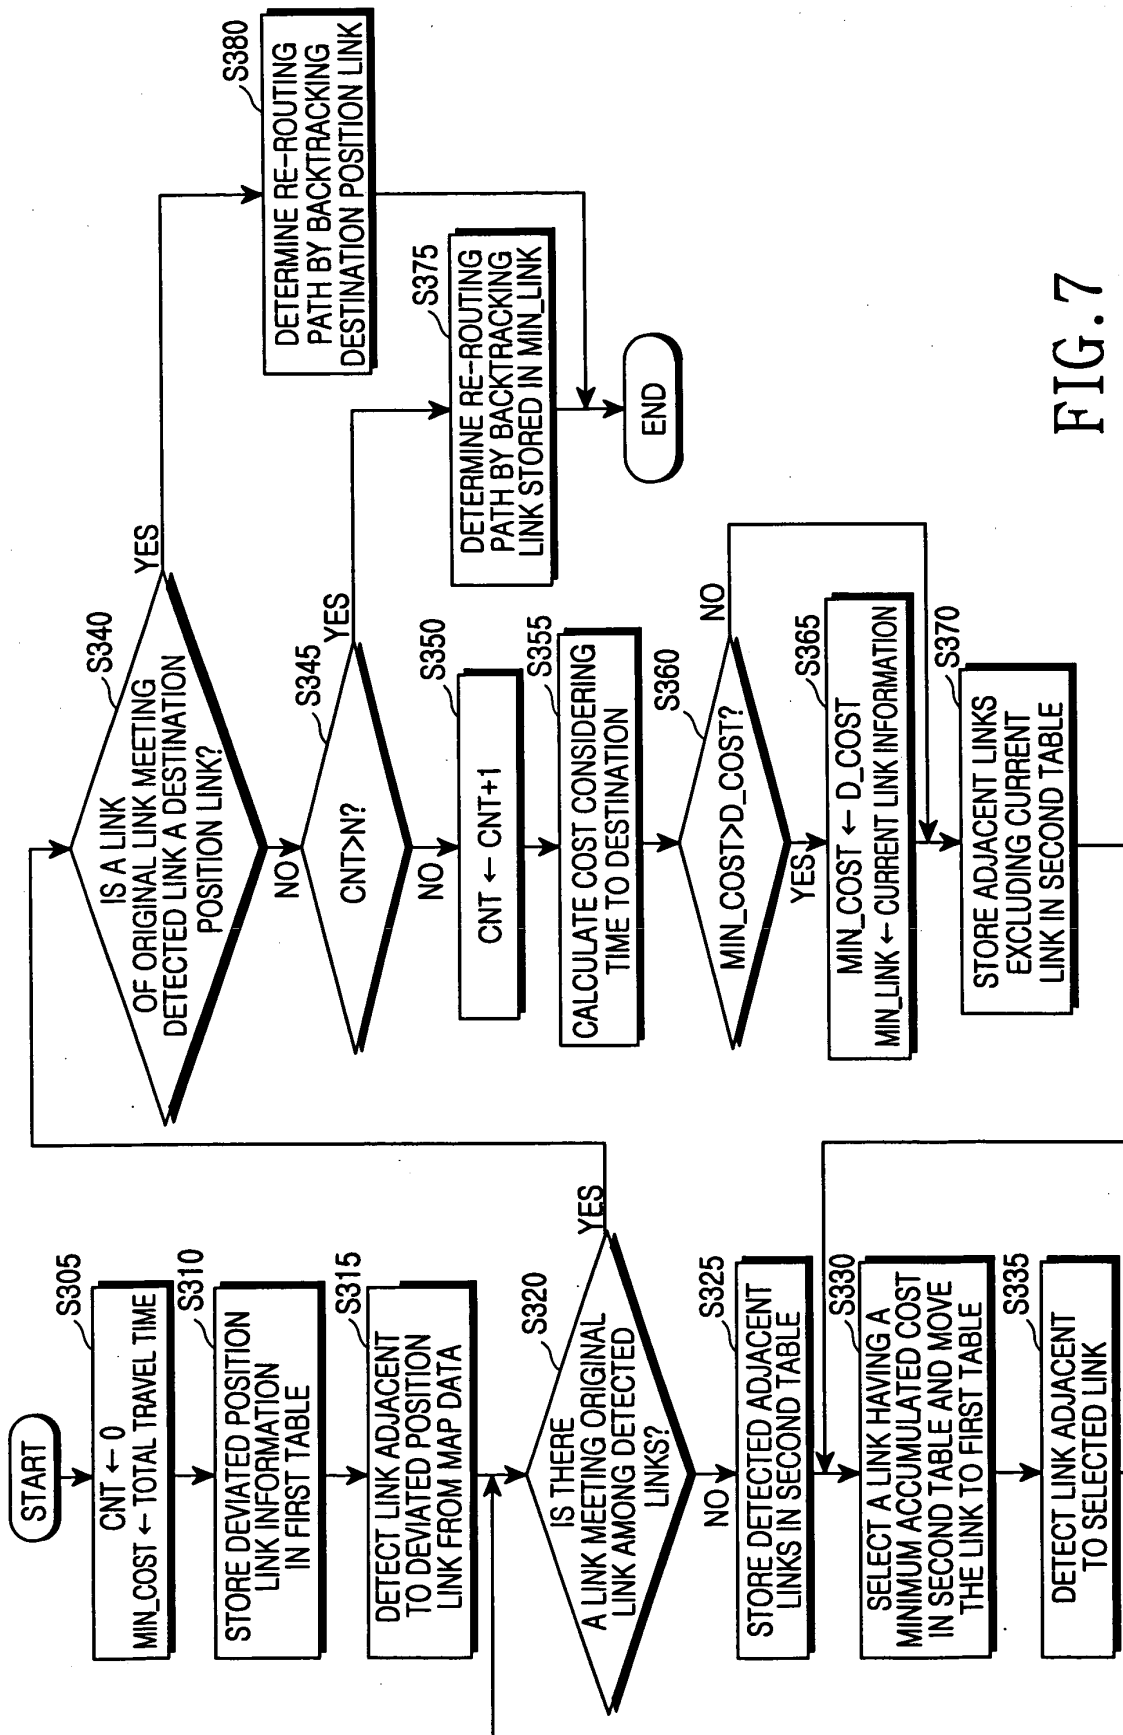 START
S305
CNT ← 0
MIN_COST ← TOTAL TRAVEL TIME
S310
STORE DEVIATED POSITION
LINK INFORMATION
IN FIRST TABLE
S315
DETECT LINK ADJACENT
TO DEVIATED POSITION
LINK FROM MAP DATA
S320
IS THERE
A LINK MEETING ORIGINAL
LINK AMONG DETECTED
LINKS?
YES
NO
S325
STORE DETECTED ADJACENT
LINKS IN SECOND TABLE
S330
SELECT A LINK HAVING A
MINIMUM ACCUMULATED COST
IN SECOND TABLE AND MOVE
THE LINK TO FIRST TABLE
S335
DETECT LINK ADJACENT
TO SELECTED LINK
S340
IS A LINK
OF ORIGINAL LINK MEETING
DETECTED LINK A DESTINATION
POSITION LINK?
YES
NO
S345
CNT>N?
YES
NO
S350
CNT ← CNT+1
S355
CALCULATE COST CONSIDERING
TIME TO DESTINATION
S360
MIN_COST>D_COST?
NO
YES
S365
MIN_COST ← D_COST
MIN_LINK ← CURRENT LINK INFORMATION
S370
STORE ADJACENT LINKS
EXCLUDING CURRENT
LINK IN SECOND TABLE
S375
DETERMINE RE-ROUTING
PATH BY BACKTRACKING
LINK STORED IN MIN_LINK
S380
DETERMINE RE-ROUTING
PATH BY BACKTRACKING
DESTINATION POSITION LINK
END
FIG.7